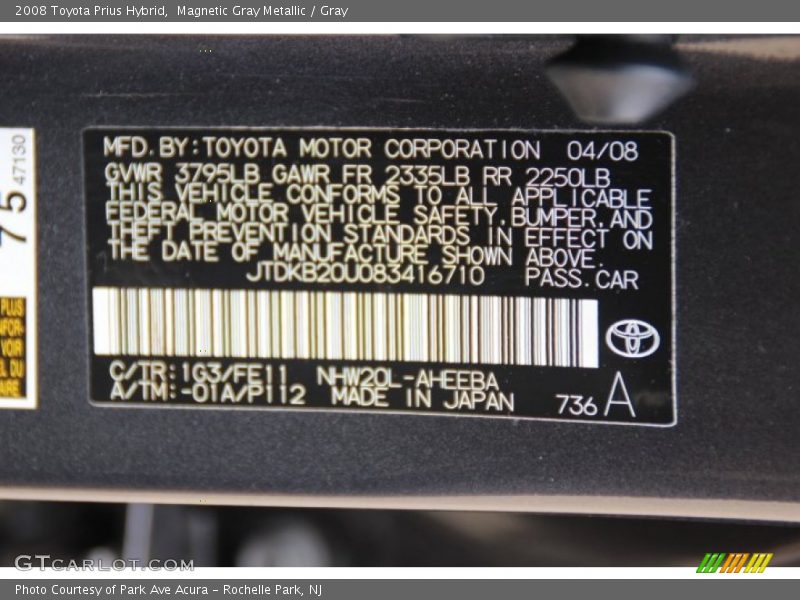 2008 Toyota Prius Hybrid, Magnetic Gray Metallic / Gray
75 47130
PLUS
VOIR
MFD. BY: TOYOTA MOTOR CORPORATION 04/08
GVWR 3795LB GAWR FR 2335LB RR 2250LB
THIS VEHICLE CONFORMS TO ALL APPLICABLE
FEDERAL MOTOR VEHICLE SAFETY, BUMPER, AND
THEFT PREVENTION STANDARDS IN EFFECT ON
THE DATE OF MANUFACTURE SHOWN ABOVE.
JTDKB20U083416710 PASS. CAR
C/TR: 1G3/FE11 NHW20L-AHEEBA
A/TM: -01A/P112 MADE IN JAPAN 736 A
GTCARLOT.COM
Photo Courtesy of Park Ave Acura - Rochelle Park, NJ